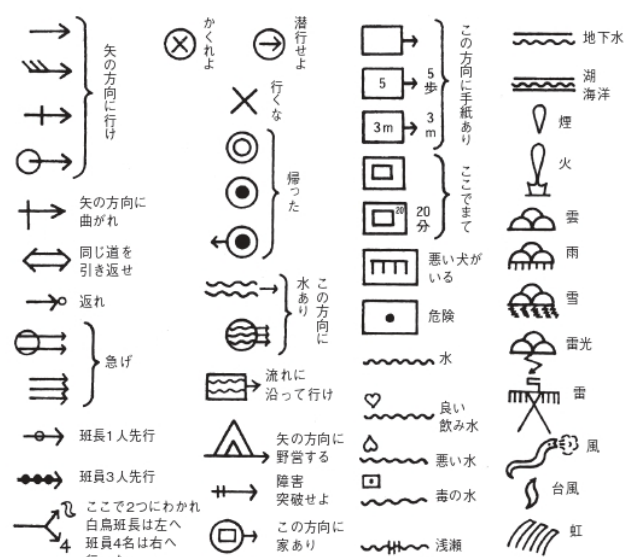 矢の方向に行け
矢の方向に
曲がれ
同じ道を
引き返せ
返れ
急げ
班長1人先行
班員3人先行
ここで2つにわかれ
白鳥班長は左へ
4
班員4名は右へ
かくれよ
潜行せよ
行くな
帰った
この方向に
水あり
流れに
沿って行け
矢の方向に
野営する
障害
突破せよ
この方向に
家あり
この方向に手紙あり
5
5歩
3m
3m
ここでまて
20
20分
悪い犬が
いる
危険
水
良い
飲み水
悪い水
毒の水
浅瀬
地下水
湖
海洋
煙
火
雲
雨
雪
雷光
雷
風
台風
虹